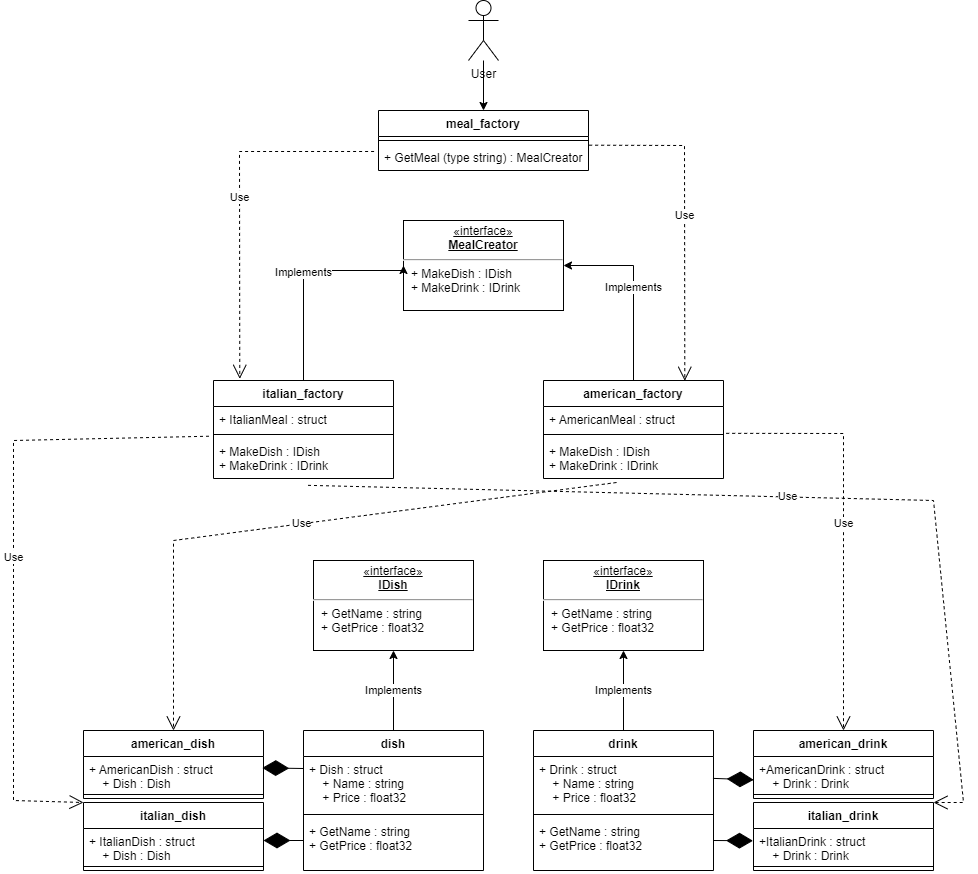 User
meal_factory
+ GetMeal (type string) : MealCreator
Use
Use
«interface»
MealCreator
+ MakeDish : IDish
+ MakeDrink : IDrink
Implements
Implements
italian_factory
+ ItalianMeal : struct
+ MakeDish : IDish
+ MakeDrink : IDrink
american_factory
+ AmericanMeal : struct
+ MakeDish : IDish
+ MakeDrink : IDrink
Use
Use
Use
Use
«interface»
IDish
+ GetName : string
+ GetPrice : float32
«interface»
IDrink
+ GetName : string
+ GetPrice : float32
Implements
Implements
american_dish
+ AmericanDish : struct
+ Dish : Dish
italian_dish
+ ItalianDish : struct
+ Dish : Dish
dish
+ Dish : struct
+ Name : string
+ Price : float32
+ GetName : string
+ GetPrice : float32
drink
+ Drink : struct
+ Name : string
+ Price : float32
+ GetName : string
+ GetPrice : float32
american_drink
+AmericanDrink : struct
+ Drink : Drink
italian_drink
+ItalianDrink : struct
+ Drink : Drink